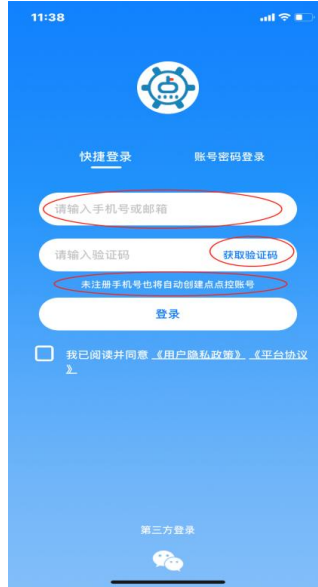 11:38
快捷登录 账号密码登录
请输入手机号或邮箱
请输入验证码 获取验证码
未注册手机号也将自动创建点点控账号
登录
我已阅读并同意《用户隐私政策》《平台协议
》
第三方登录